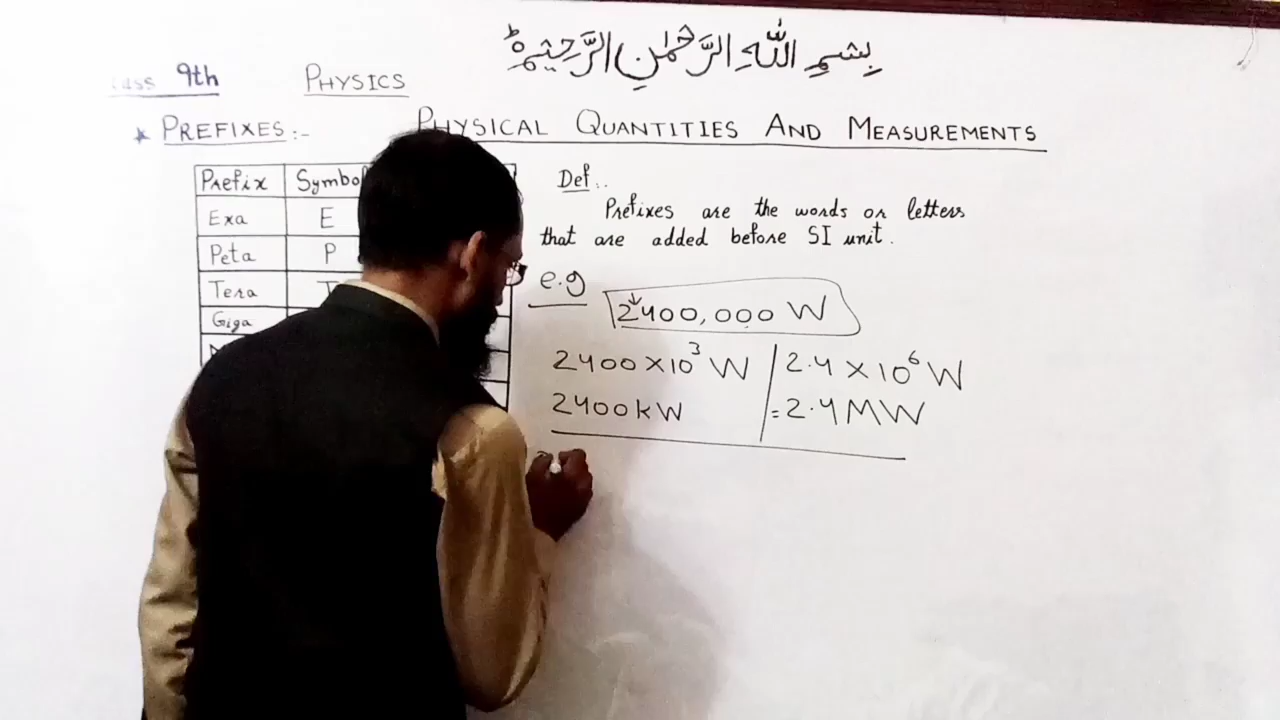 بِسْمِ اللّٰهِ الرَّحْمٰنِ الرَّحِيْمِ
9th PHYSICS
PREFIXES :-
PHYSICAL QUANTITIES AND MEASUREMENTS
Prefix Symbol
Exa E
Peta P
Tera T
Giga
Def:.
Prefixes are the words or letters
that are added before SI unit.
e.g
2400,000 W
2400 × 10³ W
2400 kW
2.4 × 10⁶ W
= 2.4 MW